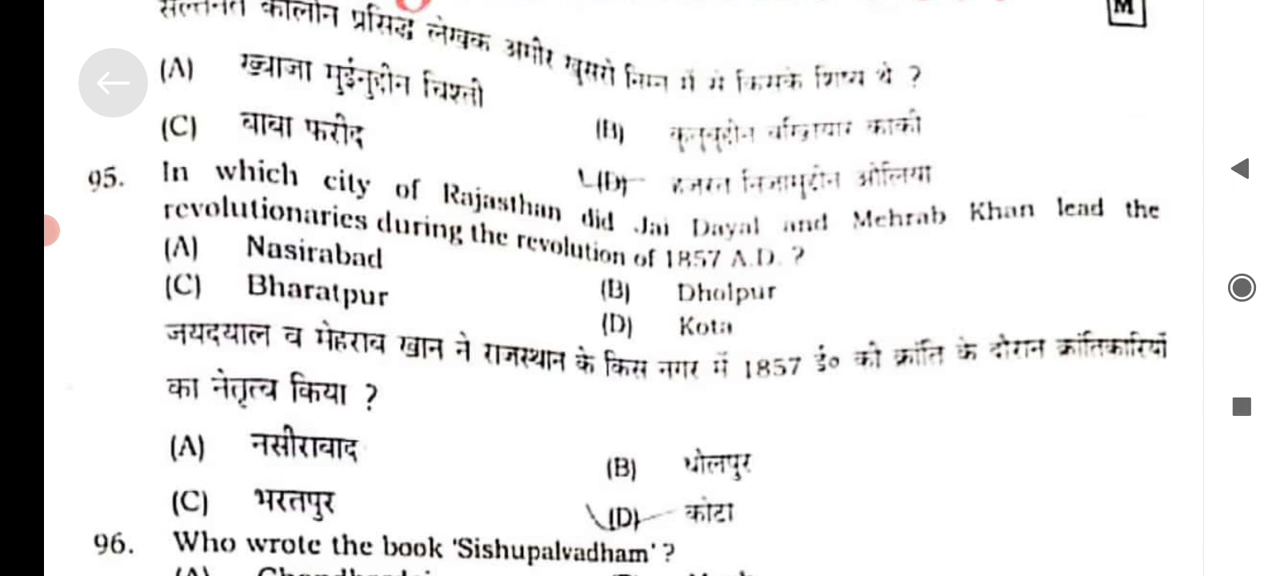 सल्तनत कालीन प्रसिद्ध लेखक अमीर खुसरो निम्न में से किसके शिष्य थे ?
M
(A) ख्वाजा मुईनुद्दीन चिश्ती
(B) कुतुबुद्दीन बख्तियार काकी
(C) बाबा फरीद
(D) हजरत निजामुद्दीन ओलिया
95. In which city of Rajasthan did Jai Dayal and Mehrab Khan lead the
revolutionaries during the revolution of 1857 A.D. ?
(A) Nasirabad
(B) Dholpur
(C) Bharatpur
(D) Kota
जयदयाल व मेहराव खान ने राजस्थान के किस नगर में 1857 ई० की क्रांति के दौरान क्रांतिकारियों
का नेतृत्व किया ?
(A) नसीराबाद
(B) धोलपुर
(C) भरतपुर
(D) कोटा
96. Who wrote the book 'Sishupalvadham' ?
(A)